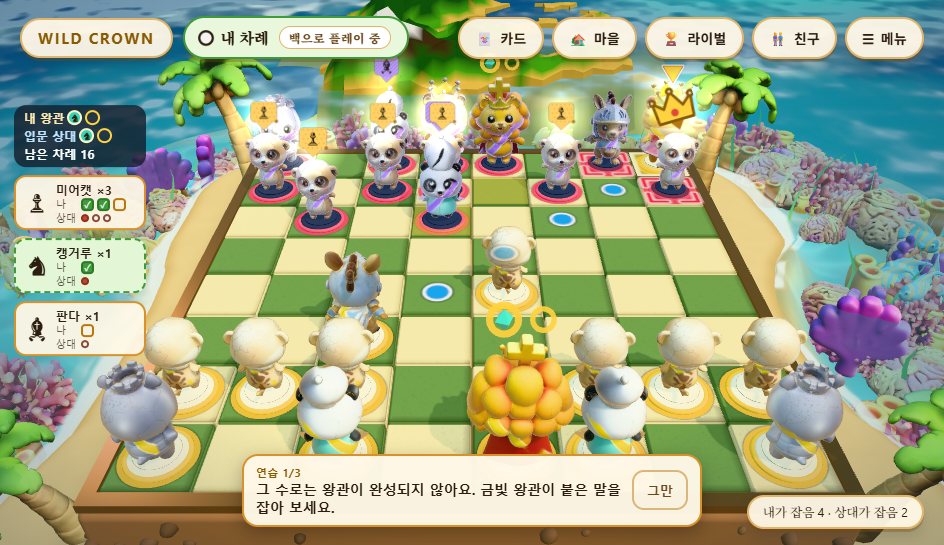 WILD CROWN
내 차례
백으로 플레이 중
카드
마을
라이벌
친구
메뉴
내 왕관
입문 상대
남은 차례 16
미어캣 ×3
나
상대
캥거루 ×1
나
상대
판다 ×1
나
상대
연습 1/3
그 수로는 왕관이 완성되지 않아요. 금빛 왕관이 붙은 말을
잡아 보세요.
그만
내가 잡음 4 · 상대가 잡음 2